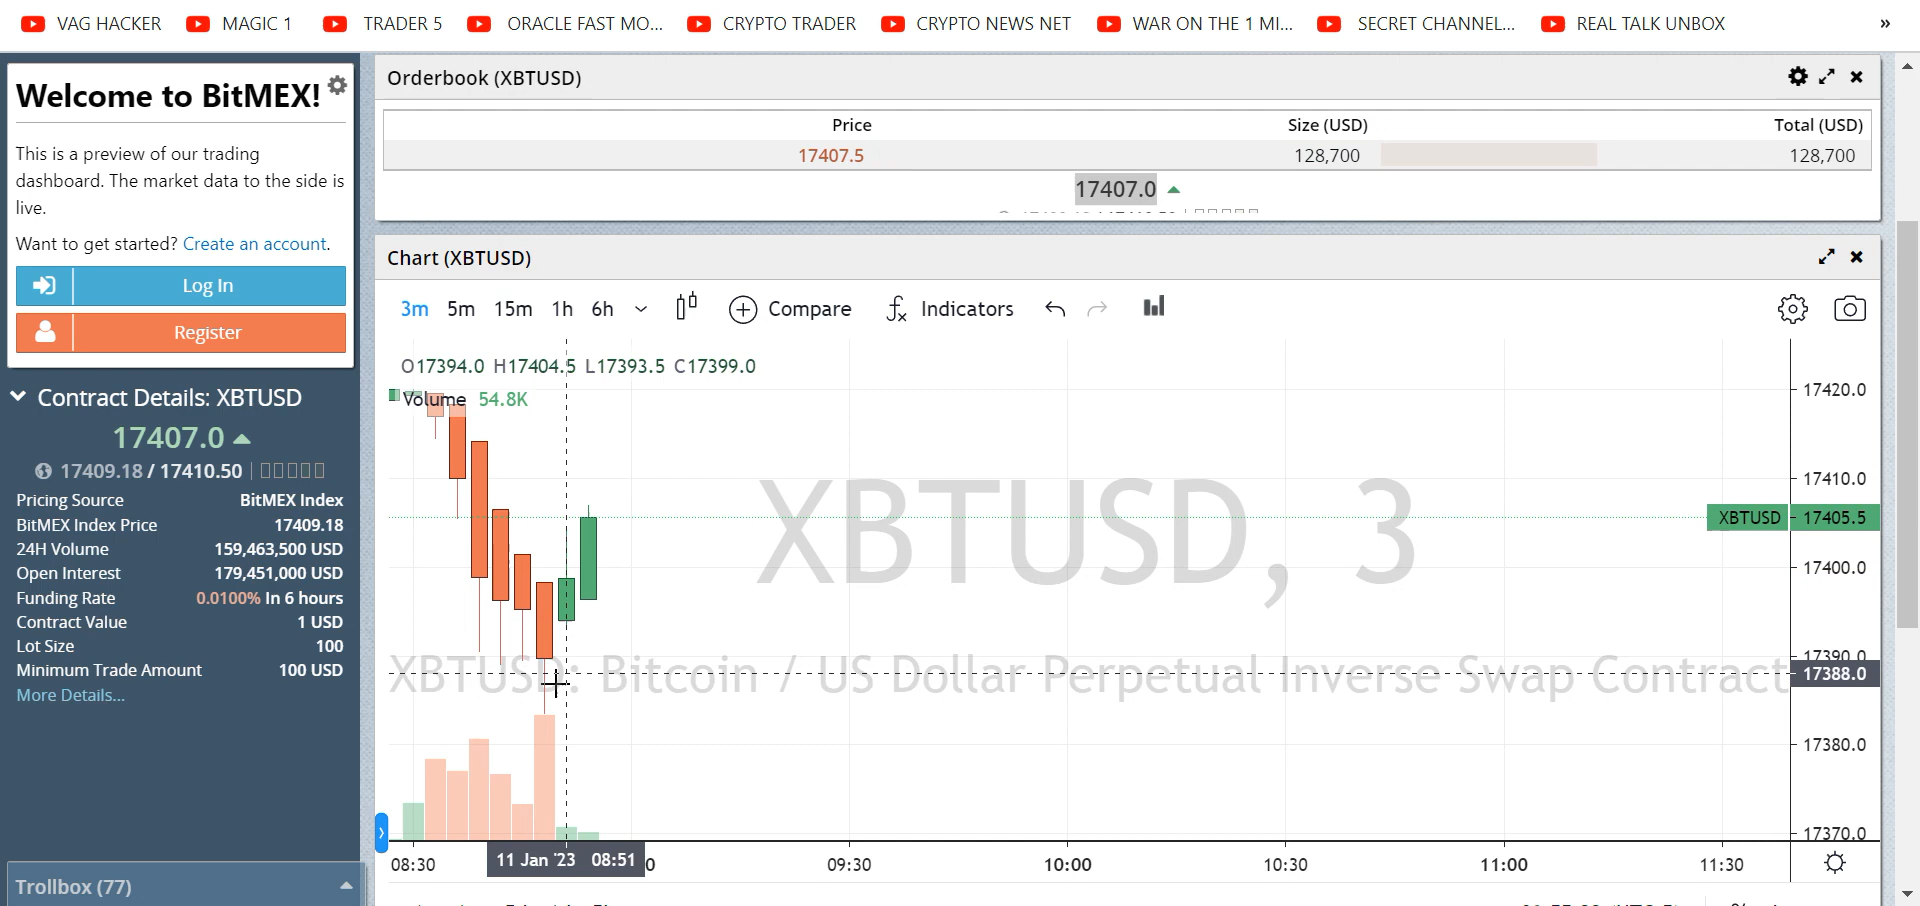 VAG HACKER MAGIC 1 TRADER 5 ORACLE FAST MO... CRYPTO TRADER CRYPTO NEWS NET WAR ON THE 1 MI... SECRET CHANNEL... REAL TALK UNBOX »
Welcome to BitMEX!
This is a preview of our trading
dashboard. The market data to the side is
live.
Want to get started? Create an account.
Log In
Register
Contract Details: XBTUSD
17407.0
17409.18 / 17410.50
Pricing Source BitMEX Index
BitMEX Index Price 17409.18
24H Volume 159,463,500 USD
Open Interest 179,451,000 USD
Funding Rate 0.0100% In 6 hours
Contract Value 1 USD
Lot Size 100
Minimum Trade Amount 100 USD
More Details...
Trollbox (77)
Orderbook (XBTUSD)
Price Size (USD) Total (USD)
17407.5 128,700 128,700
17407.0
Chart (XBTUSD)
3m 5m 15m 1h 6h Compare Indicators
O17394.0 H17404.5 L17393.5 C17399.0
Volume 54.8K
XBTUSD, 3
XBTUSD: Bitcoin / US Dollar Perpetual Inverse Swap Contract
17420.0
17410.0
XBTUSD 17405.5
17400.0
17390.0
17388.0
17380.0
17370.0
08:30 11 Jan '23 08:51 09:30 10:00 10:30 11:00 11:30